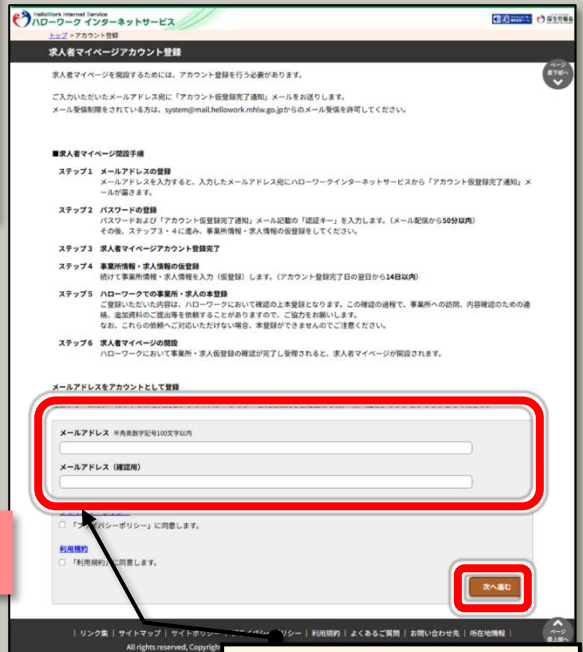 HelloWork Internet Service
ハローワーク インターネットサービス
厚生労働省
トップ > アカウント登録
求人者マイページアカウント登録
ページ
最下部へ
求人者マイページを開設するためには、アカウント登録を行う必要があります。
ご入力いただいたメールアドレス宛に「アカウント仮登録完了通知」メールをお送りします。
メール受信制限をされている方は、system@mail.hellowork.mhlw.go.jpからのメール受信を許可してください。
■求人者マイページ開設手順
ステップ1 メールアドレスの登録
メールアドレスを入力すると、入力したメールアドレス宛にハローワークインターネットサービスから「アカウント仮登録完了通知」メ
ールが届きます。
ステップ2 パスワードの登録
パスワードおよび「アカウント仮登録完了通知」メール記載の「認証キー」を入力します。(メール配信から50分以内)
その後、ステップ3・4に進み、事業所情報・求人情報の仮登録をしてください。
ステップ3 求人者マイページアカウント登録完了
ステップ4 事業所情報・求人情報の仮登録
続けて事業所情報・求人情報を入力(仮登録)します。(アカウント登録完了日の翌日から14日以内)
ステップ5 ハローワークでの事業所・求人の本登録
ご登録いただいた内容は、ハローワークにおいて確認の上本登録となります。この確認の過程で、事業所への訪問、内容確認のための連
絡、追加資料のご提出等を依頼することがありますので、ご協力をお願いします。
なお、これらの依頼へご対応いただけない場合、本登録ができませんのでご注意ください。
ステップ6 求人者マイページの開設
ハローワークにおいて事業所・求人仮登録の確認が完了し受理されると、求人者マイページが開設されます。
メールアドレスをアカウントとして登録
メールアドレス 半角英数字記号100文字以内
メールアドレス(確認用)
「プライバシーポリシー」に同意します。
利用規約
「利用規約」に同意します。
次へ進む
| リンク集 | サイトマップ | サイトポリシー | プライバシーポリシー | 利用規約 | よくあるご質問 | お問い合わせ先 | 所在地情報 |
All rights reserved, Copyright
ページ
最上部へ